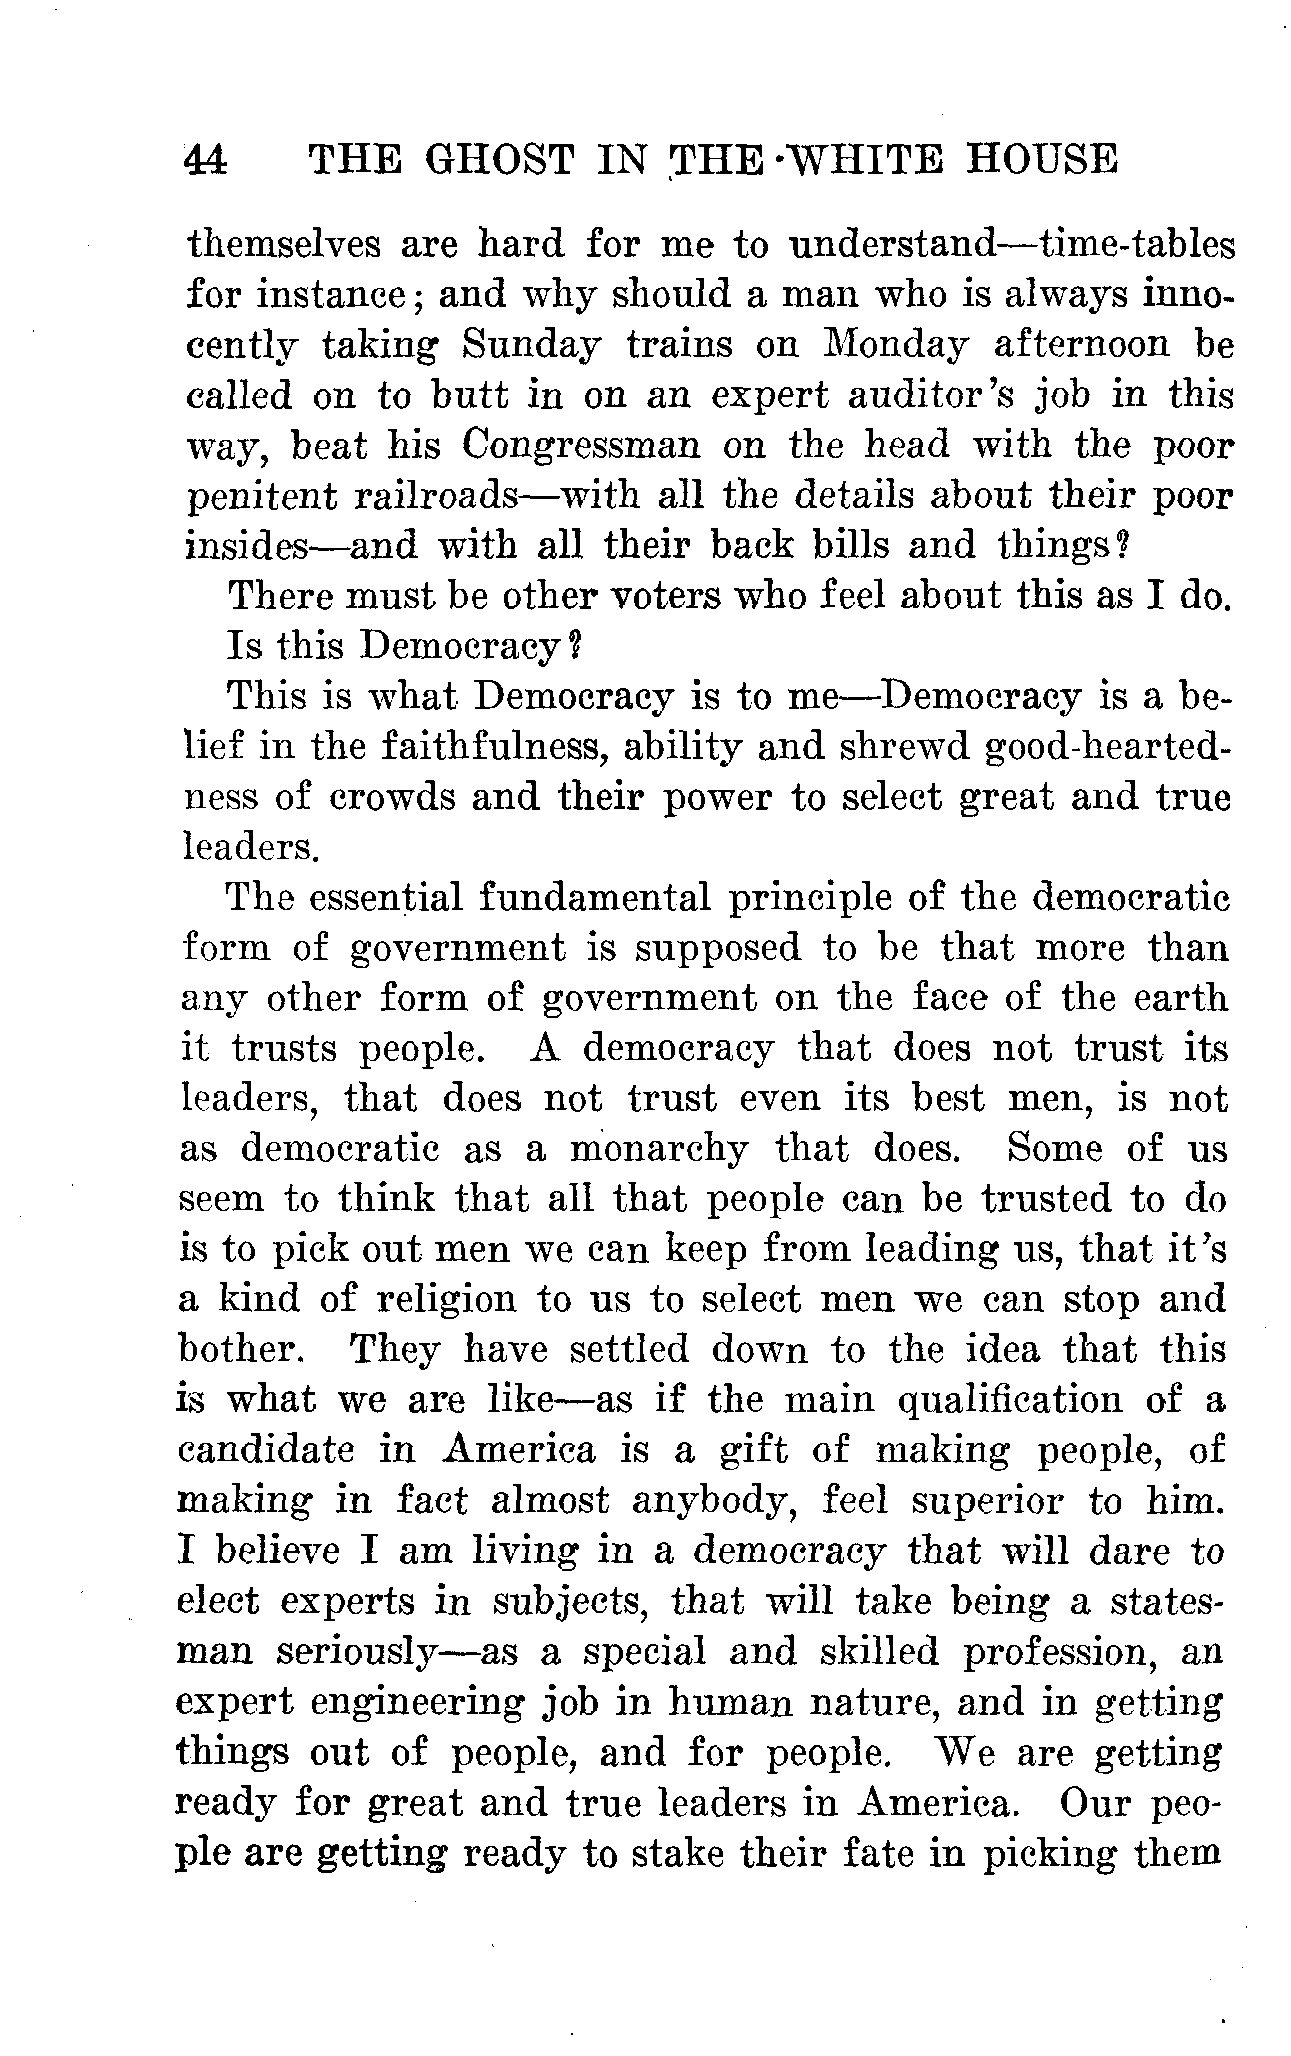 44 THE GHOST IN THE WHITE HOUSE
themselves are hard for me to understand—time-tables
for instance; and why should a man who is always inno-
cently taking Sunday trains on Monday afternoon be
called on to butt in on an expert auditor's job in this
way, beat his Congressman on the head with the poor
penitent railroads—with all the details about their poor
insides—and with all their back bills and things?
There must be other voters who feel about this as I do.
Is this Democracy?
This is what Democracy is to me—Democracy is a be-
lief in the faithfulness, ability and shrewd good-hearted-
ness of crowds and their power to select great and true
leaders.
The essential fundamental principle of the democratic
form of government is supposed to be that more than
any other form of government on the face of the earth
it trusts people. A democracy that does not trust its
leaders, that does not trust even its best men, is not
as democratic as a monarchy that does. Some of us
seem to think that all that people can be trusted to do
is to pick out men we can keep from leading us, that it's
a kind of religion to us to select men we can stop and
bother. They have settled down to the idea that this
is what we are like—as if the main qualification of a
candidate in America is a gift of making people, of
making in fact almost anybody, feel superior to him.
I believe I am living in a democracy that will dare to
elect experts in subjects, that will take being a states-
man seriously—as a special and skilled profession, an
expert engineering job in human nature, and in getting
things out of people, and for people. We are getting
ready for great and true leaders in America. Our peo-
ple are getting ready to stake their fate in picking them